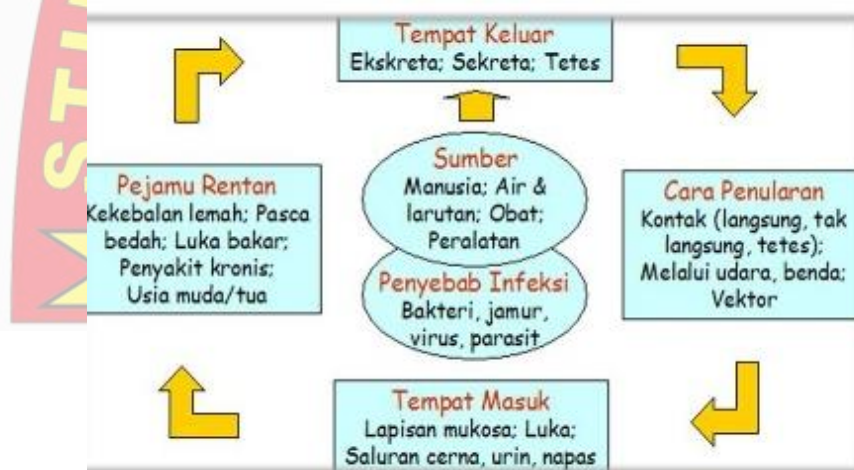 Tempat Keluar
Ekskreta; Sekreta; Tetes
Sumber
Manusia; Air &
larutan; Obat;
Peralatan
Penyebab Infeksi
Bakteri, jamur,
virus, parasit
Pejamu Rentan
Kekebalan lemah; Pasca
bedah; Luka bakar;
Penyakit kronis;
Usia muda/tua
Cara Penularan
Kontak (langsung, tak
langsung, tetes);
Melalui udara, benda;
Vektor
Tempat Masuk
Lapisan mukosa; Luka;
Saluran cerna, urin, napas